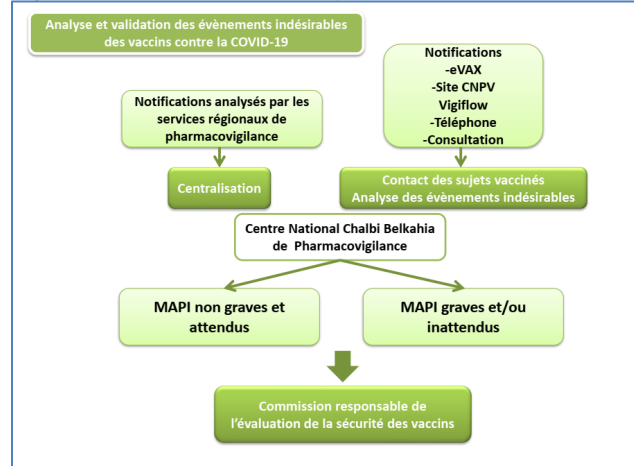 Analyse et validation des évènements indésirables
des vaccins contre la COVID-19
Notifications
-eVAX
-Site CNPV
Vigiflow
-Téléphone
-Consultation
Notifications analysés par les
services régionaux de
pharmacovigilance
Centralisation
Contact des sujets vaccinés
Analyse des évènements indésirables
Centre National Chalbi Belkahia
de Pharmacovigilance
MAPI non graves et
attendus
MAPI graves et/ou
inattendus
Commission responsable de
l'évaluation de la sécurité des vaccins